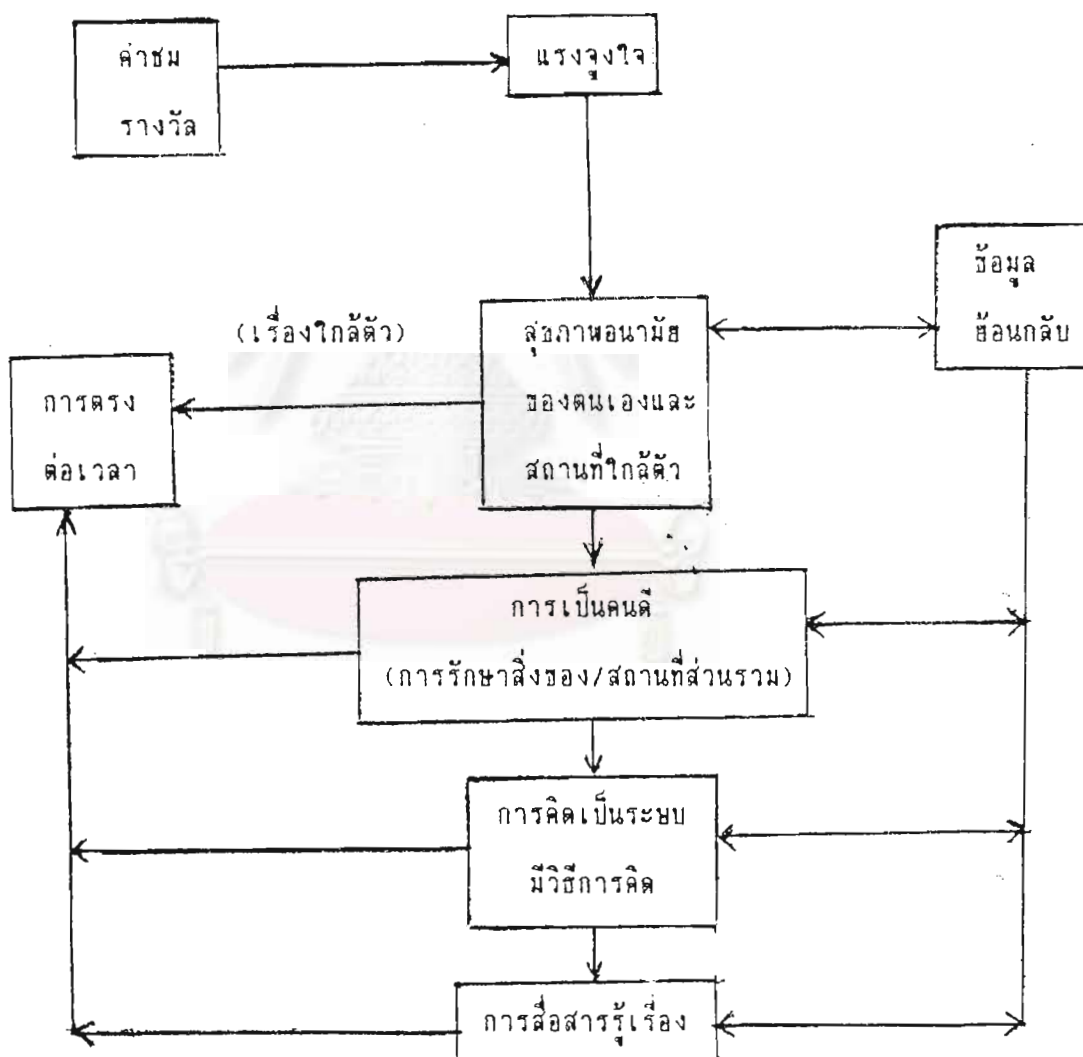 คำชม
รางวัล
แรงจูงใจ
ข้อมูล
ย้อนกลับ
(เรื่องใกล้ตัว)
สุขภาพอนามัย
ของตนเองและ
สถานที่ใกล้ตัว
การตรง
ต่อเวลา
การเป็นคนดี
(การรักษาสิ่งของ/สถานที่ส่วนรวม)
การคิดเป็นระบบ
มีวิธีการคิด
การสื่อสารรู้เรื่อง